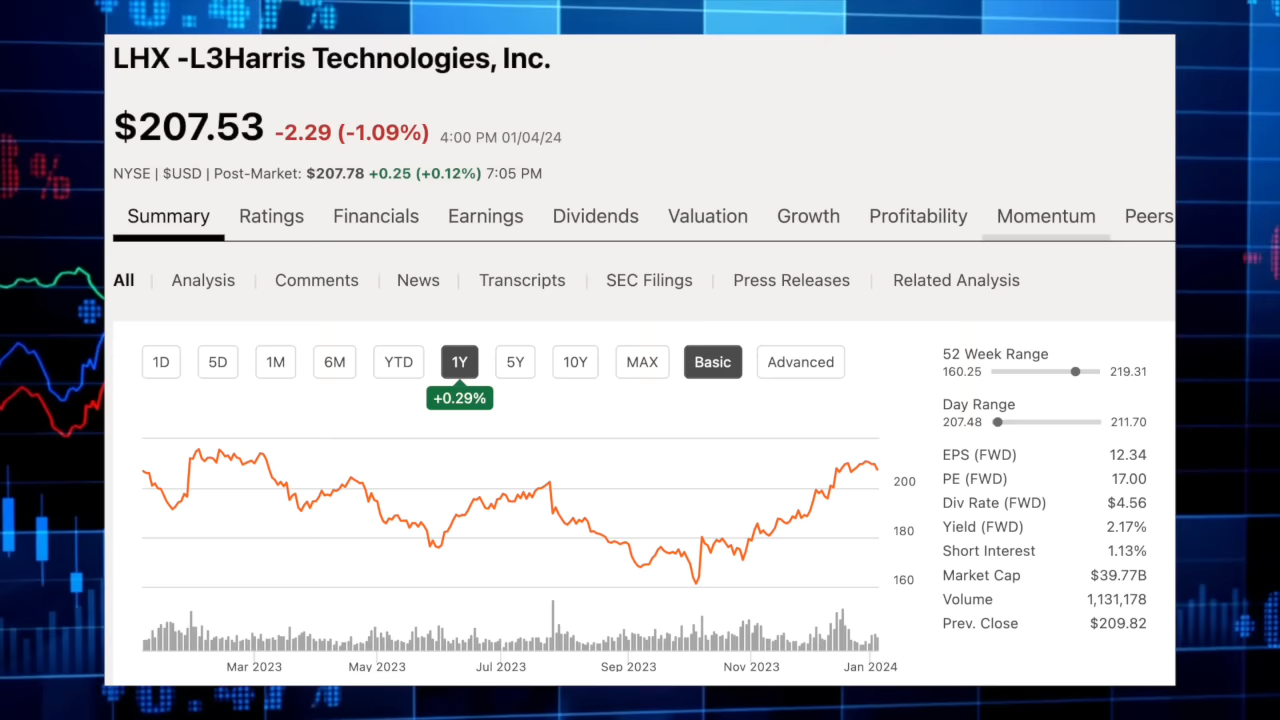 LHX -L3Harris Technologies, Inc.
$207.53 -2.29 (-1.09%) 4:00 PM 01/04/24
NYSE | $USD | Post-Market: $207.78 +0.25 (+0.12%) 7:05 PM
Summary Ratings Financials Earnings Dividends Valuation Growth Profitability Momentum Peers
All | Analysis | Comments | News | Transcripts | SEC Filings | Press Releases | Related Analysis
1D 5D 1M 6M YTD 1Y 5Y 10Y MAX Basic Advanced
+0.29%
200
180
160
Mar 2023 May 2023 Jul 2023 Sep 2023 Nov 2023 Jan 2024
52 Week Range
160.25 219.31
Day Range
207.48 211.70
EPS (FWD) 12.34
PE (FWD) 17.00
Div Rate (FWD) $4.56
Yield (FWD) 2.17%
Short Interest 1.13%
Market Cap $39.77B
Volume 1,131,178
Prev. Close $209.82